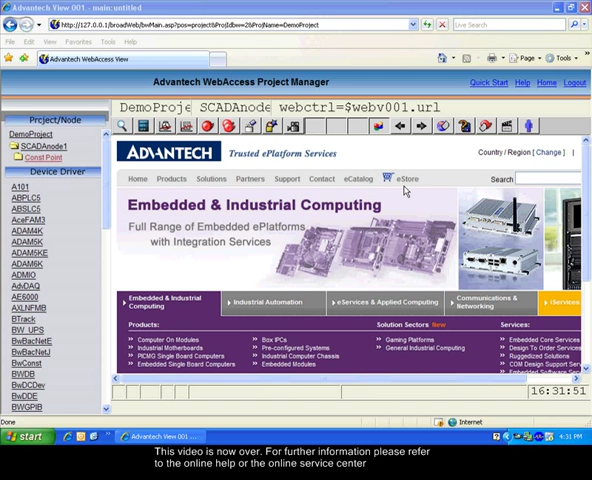 Advantech View 001 - main:untitled
http://127.0.0.1/broadWeb/bwMain.asp?pos=project&ProjIdbw=2&ProjName=DemoProject
File Edit View Favorites Tools Help
Advantech WebAccess View
Page Tools
Advantech WebAccess Project Manager
Quick Start Help Home Logout
Project/Node
DemoProject
SCADAnode1
Const Point
Device Driver
A101
ABPLC5
ABSLC5
AceFAM3
ADAM4K
ADAM5K
ADAM5KE
ADAM6K
ADMIO
AdvDAQ
AE6000
AXLNFMB
BTrack
BW_UPS
BwBacNetE
BwBacNetJ
BwConst
BWDB
BwDCDev
BwDDE
BWGPIB
DemoProje SCADAnode webctrl=$webv001.url
ADVANTECH Trusted ePlatform Services
Country / Region [ Change ] |
Home Products Solutions Partners Support Contact eCatalog eStore
Search
Embedded & Industrial Computing
Full Range of Embedded ePlatforms
with Integration Services
Embedded & Industrial Computing
Industrial Automation
eServices & Applied Computing
Communications & Networking
iServices
Products:
Computer On Modules
Industrial Motherboards
PICMG Single Board Computers
Embedded Single Board Computers
Box IPCs
Pre-configured Systems
Industrial Computer Chassis
Embedded Modules
Solution Sectors New
Gaming Platforms
General Industrial Computing
Services:
Embedded Core Services
Design To Order Services
Ruggedized Solutions
COM Design Support Serv
Embedded Software Serv
16:31:51
Done
Internet
start
Advantech View 001 ...
4:31 PM
This video is now over. For further information please refer
to the online help or the online service center